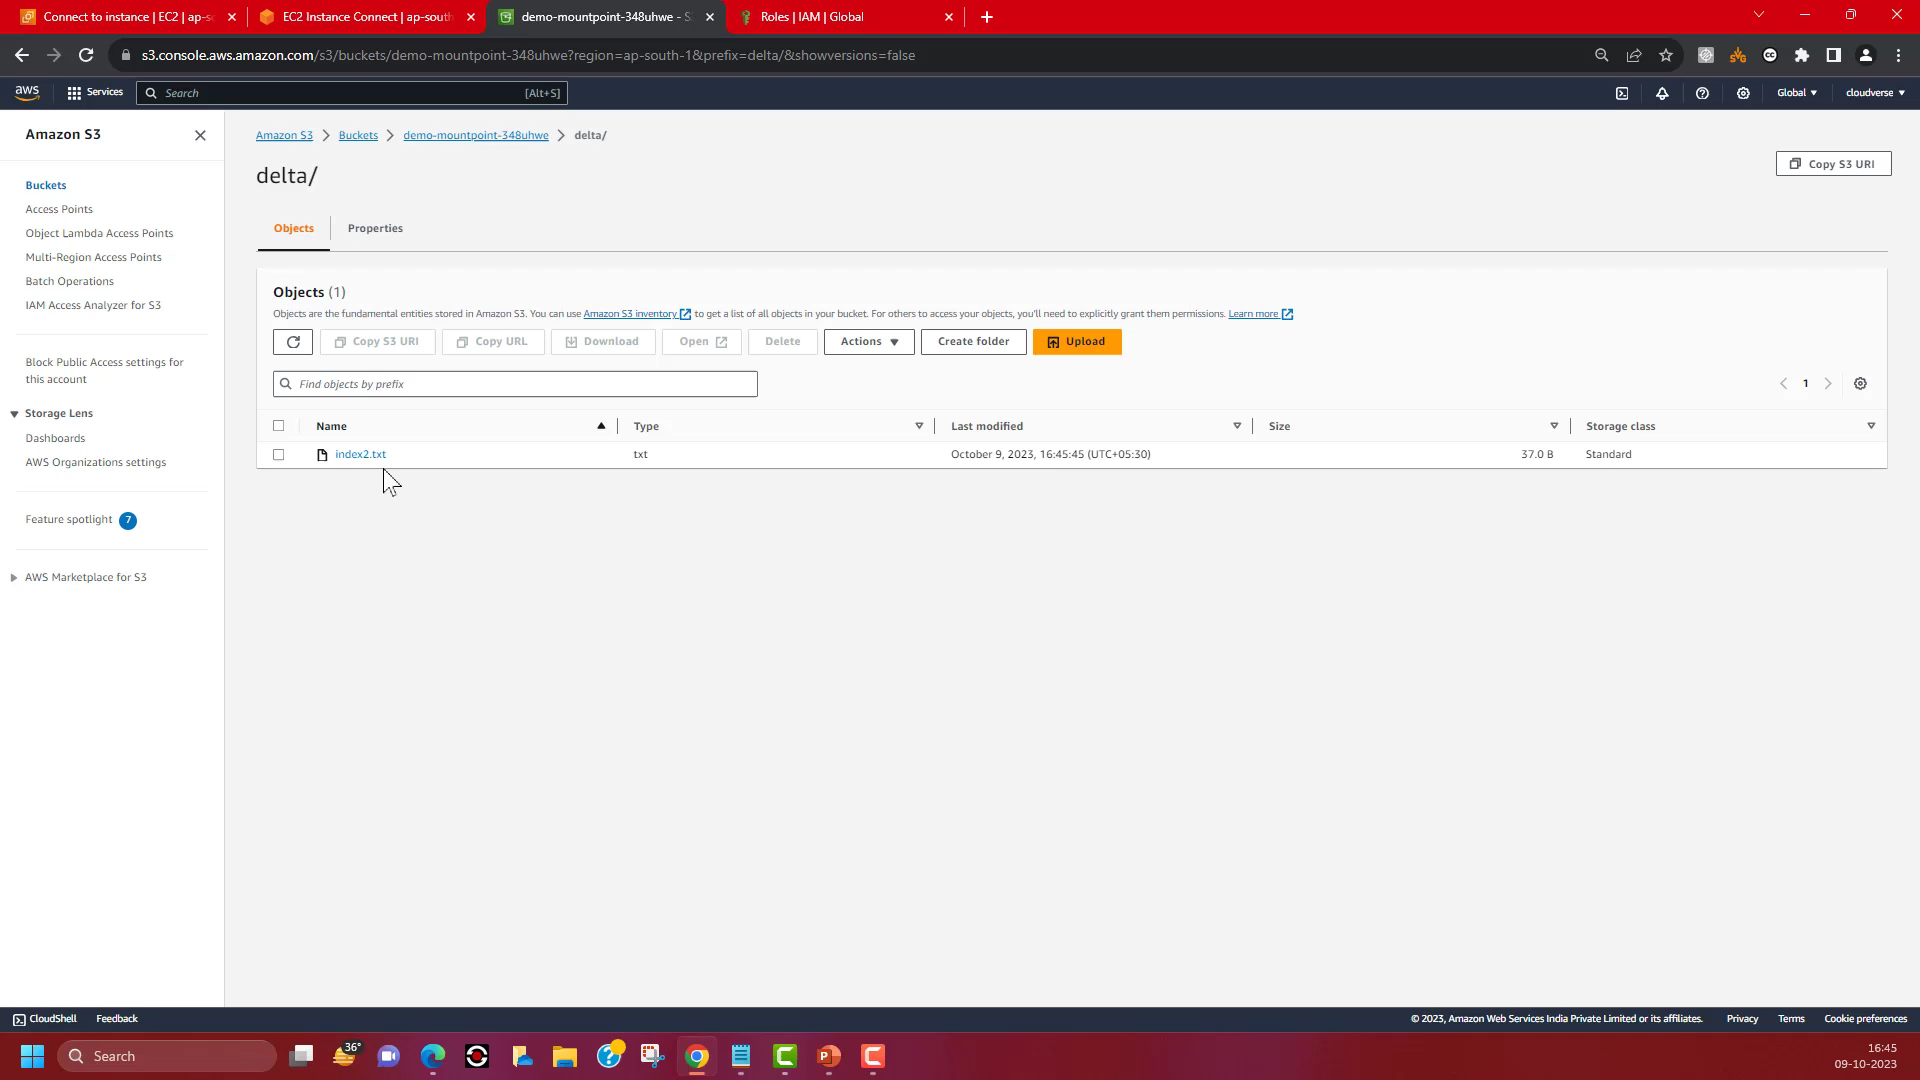 Connect to instance | EC2 | ap-s
EC2 Instance Connect | ap-south
demo-mountpoint-348uhwe - S
Roles | IAM | Global
s3.console.aws.amazon.com/s3/buckets/demo-mountpoint-348uhwe?region=ap-south-1&prefix=delta/&showversions=false
aws
Services
Search
[Alt+S]
Global
cloudverse
Amazon S3
Buckets
Access Points
Object Lambda Access Points
Multi-Region Access Points
Batch Operations
IAM Access Analyzer for S3
Block Public Access settings for
this account
Storage Lens
Dashboards
AWS Organizations settings
Feature spotlight 7
AWS Marketplace for S3
Amazon S3 > Buckets > demo-mountpoint-348uhwe > delta/
delta/
Copy S3 URI
Objects
Properties
Objects (1)
Objects are the fundamental entities stored in Amazon S3. You can use Amazon S3 inventory to get a list of all objects in your bucket. For others to access your objects, you'll need to explicitly grant them permissions. Learn more
Copy S3 URI
Copy URL
Download
Open
Delete
Actions
Create folder
Upload
Find objects by prefix
1
Name
Type
Last modified
Size
Storage class
index2.txt
txt
October 9, 2023, 16:45:45 (UTC+05:30)
37.0 B
Standard
CloudShell
Feedback
© 2023, Amazon Web Services India Private Limited or its affiliates.
Privacy
Terms
Cookie preferences
Search
36°
16:45
09-10-2023